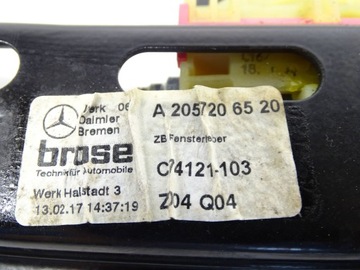 Werk 06
Daimler
Bremen
A 205 720 65 20
ZB Fensterheber
brose
Technik für Automobile
C74121-103
Werk Hallstadt 3
13.02.17 14:37:19
Z04 Q04